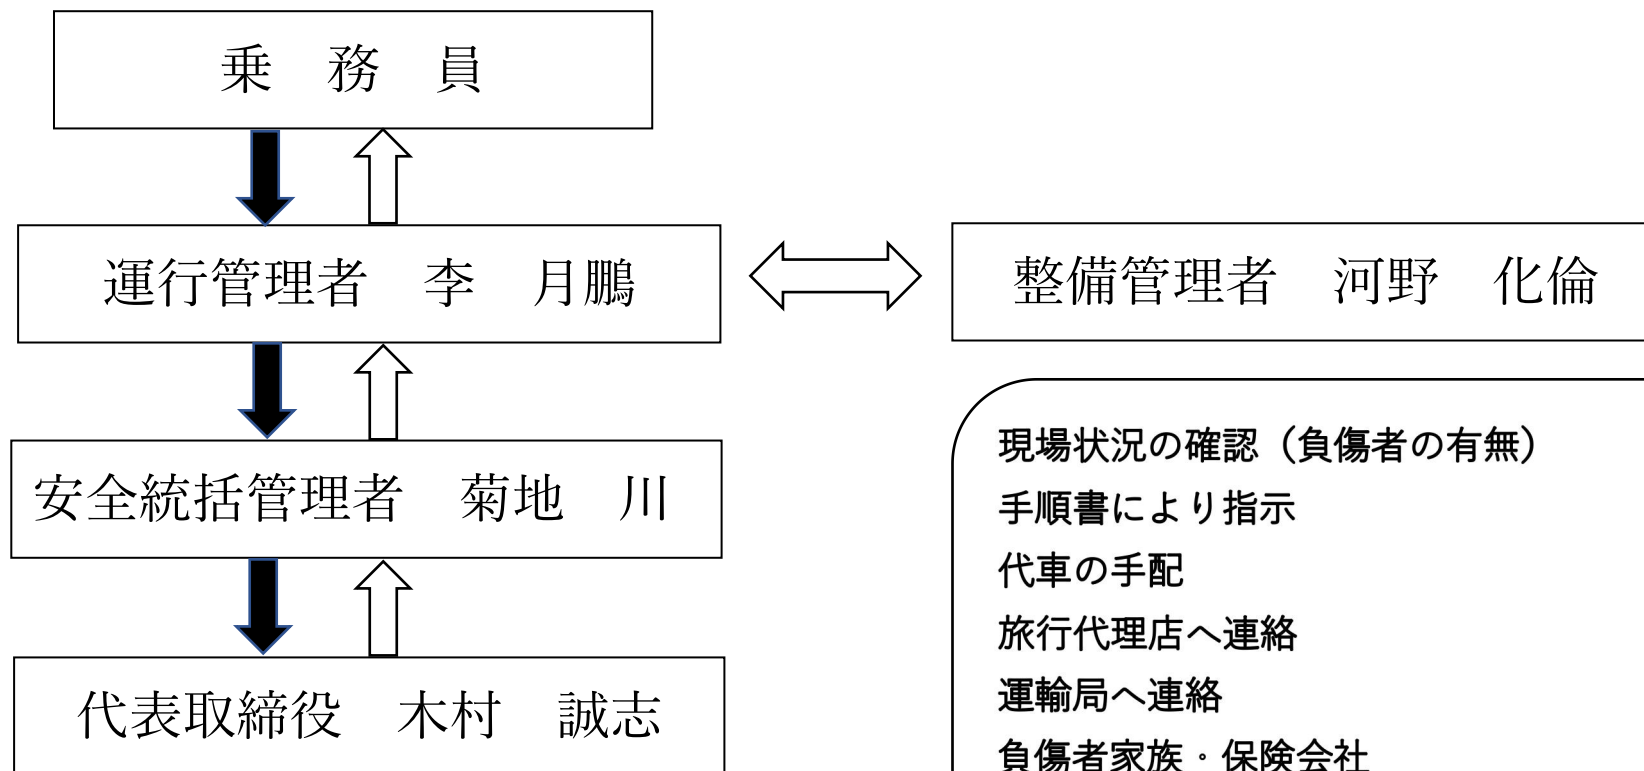 乗　務　員
運行管理者　李　月鵬
整備管理者　河野　化倫
安全統括管理者　菊地　川
代表取締役　木村　誠志
現場状況の確認（負傷者の有無）
手順書により指示
代車の手配
旅行代理店へ連絡
運輸局へ連絡
負傷者家族・保険会社